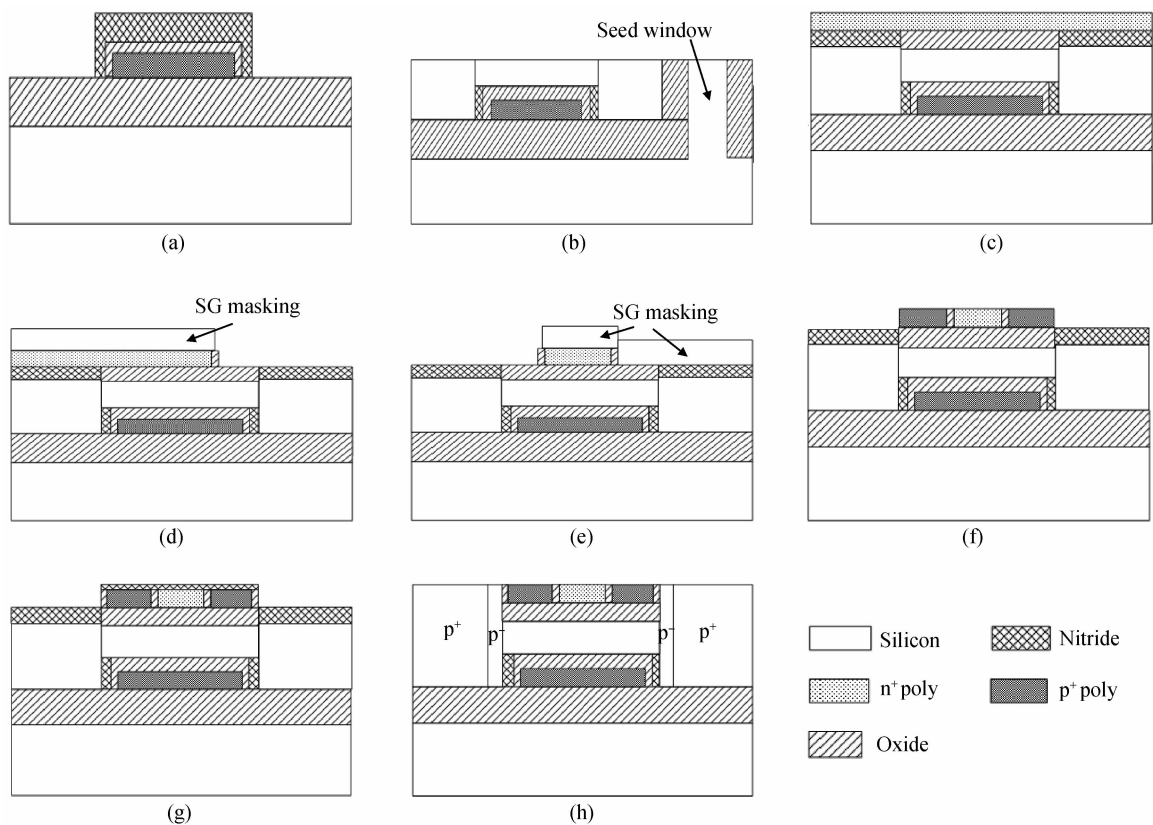 Seed window
(a)
(b)
(c)
SG masking
SG masking
(d)
(e)
(f)
p⁺
p⁻
p⁻
p⁺
Silicon
Nitride
n⁺ poly
p⁺ poly
Oxide
(g)
(h)